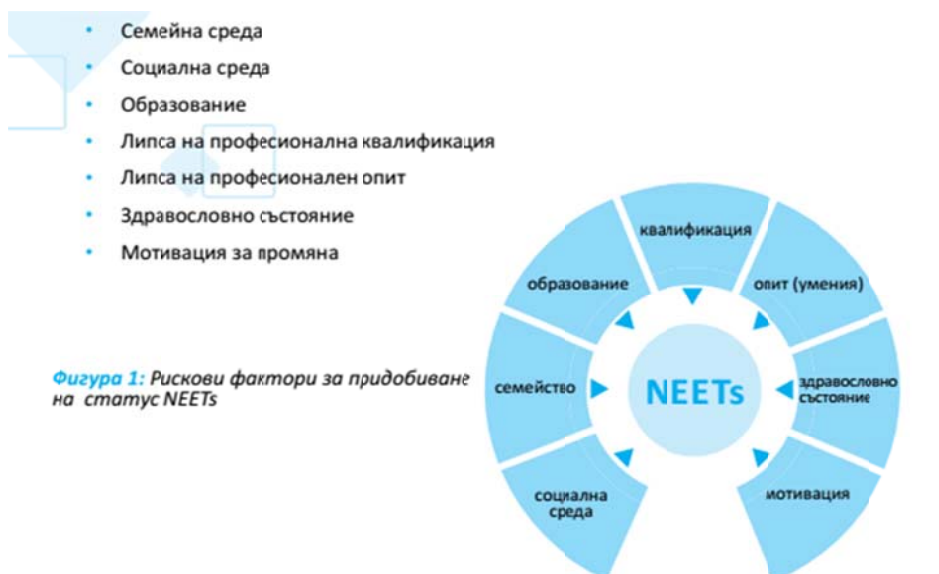 Семейна среда
Социална среда
Образование
Липса на професионална квалификация
Липса на професионален опит
Здравословно състояние
Мотивация за промяна
Фигура 1: Рискови фактори за придобиване
на статус NEETs
квалификация
образование
опит (умения)
семейство
NEETs
здравословно
състояние
социална
среда
мотивация